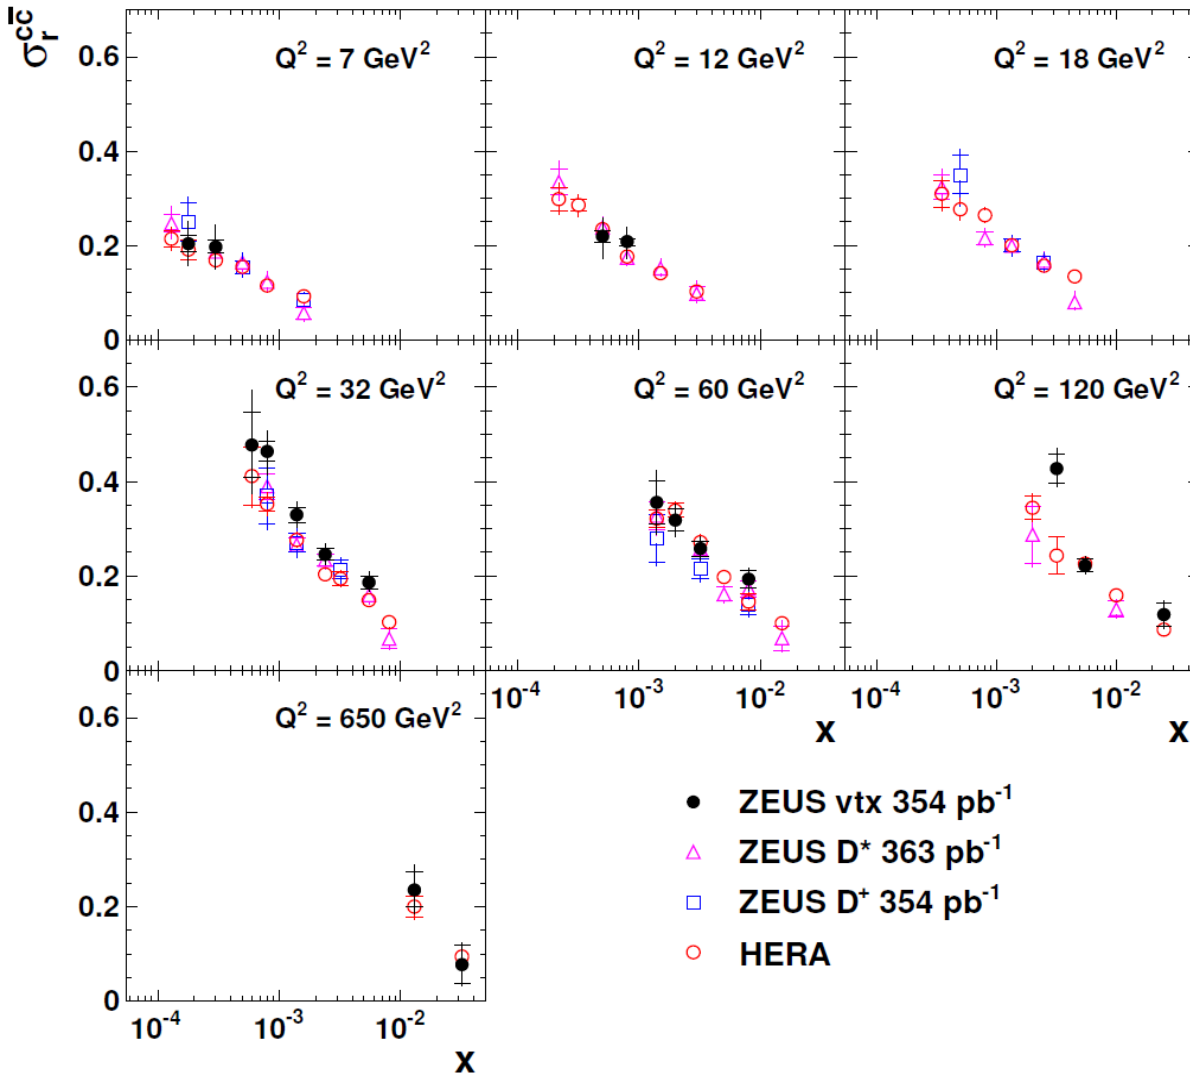 σ_r^{cc̅}
Q² = 7 GeV²
Q² = 12 GeV²
Q² = 18 GeV²
0.6
0.4
0.2
0
Q² = 32 GeV²
Q² = 60 GeV²
Q² = 120 GeV²
0.6
0.4
0.2
0
10⁻⁴ 10⁻³ 10⁻² x
10⁻⁴ 10⁻³ 10⁻² x
Q² = 650 GeV²
0.6
0.4
0.2
0
10⁻⁴ 10⁻³ 10⁻² x
ZEUS vtx 354 pb⁻¹
ZEUS D* 363 pb⁻¹
ZEUS D⁺ 354 pb⁻¹
HERA